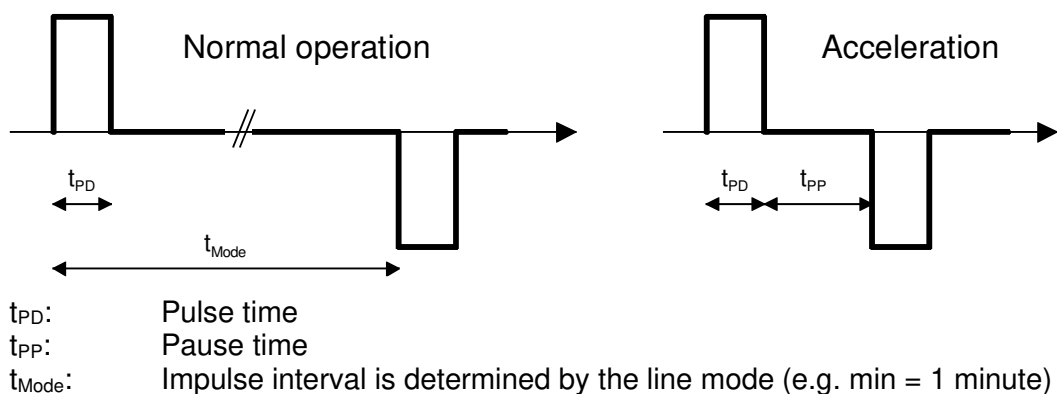 Normal operation
Acceleration
tPD
tPD
tPP
tMode
tPD: Pulse time
tPP: Pause time
tMode: Impulse interval is determined by the line mode (e.g. min = 1 minute)